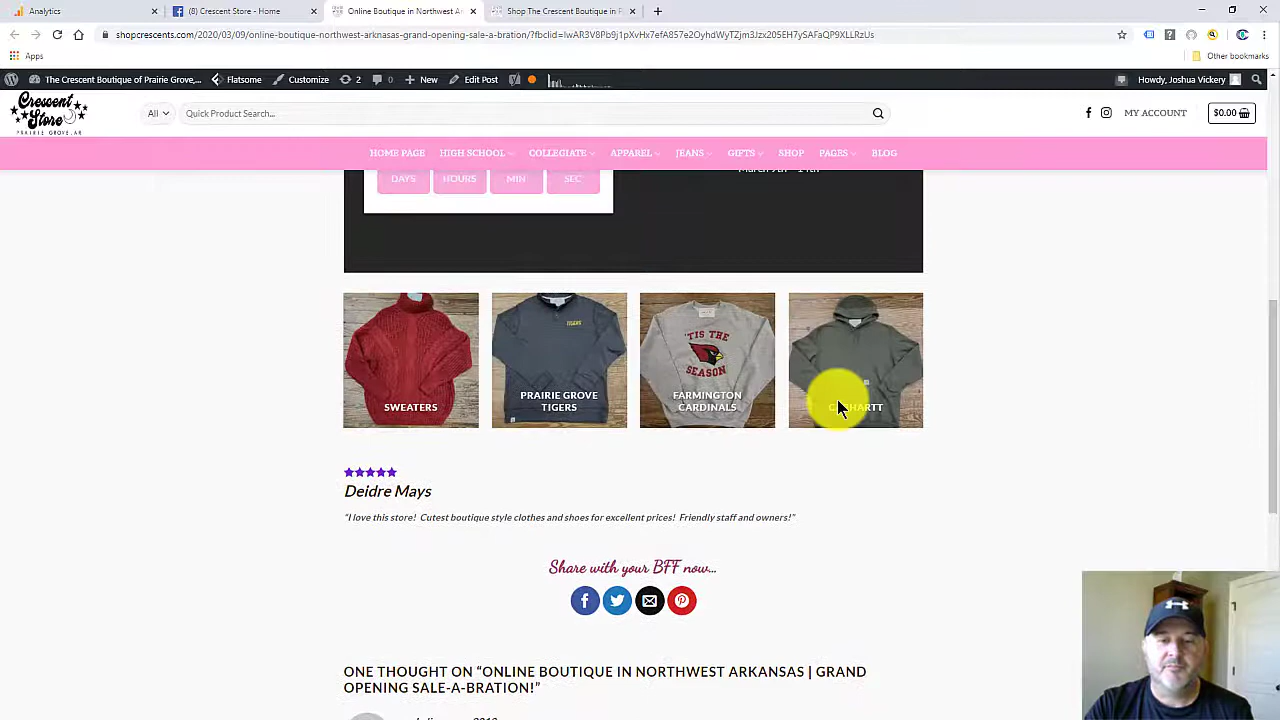 Analytics
(8) Crescent Store - Home
Online Boutique in Northwest Ar
Shop The Crescent Boutique in P
shopcrescents.com/2020/03/09/online-boutique-northwest-arknasas-grand-opening-sale-a-bration/?fbclid=IwAR3V8Pb9j1pXvHx7efA857e2OyhdWyTZjm3Jzx205EH7ySAFaQP9XLLRzUs
Apps
Other bookmarks
The Crescent Boutique of Prairie Grove,...
Flatsome
Customize
2
0
New
Edit Post
Howdy, Joshua Vickery
Crescent
Store
PRAIRIE GROVE, AR
All
Quick Product Search...
MY ACCOUNT
$0.00
HOME PAGE
HIGH SCHOOL
COLLEGIATE
APPAREL
JEANS
GIFTS
SHOP
PAGES
BLOG
DAYS
HOURS
MIN
SEC
TIGERS
'TIS THE
SEASON
SWEATERS
PRAIRIE GROVE
TIGERS
FARMINGTON
CARDINALS
Deidre Mays
"I love this store! Cutest boutique style clothes and shoes for excellent prices! Friendly staff and owners!"
Share with your BFF now...
ONE THOUGHT ON “ONLINE BOUTIQUE IN NORTHWEST ARKANSAS | GRAND
OPENING SALE-A-BRATION!”